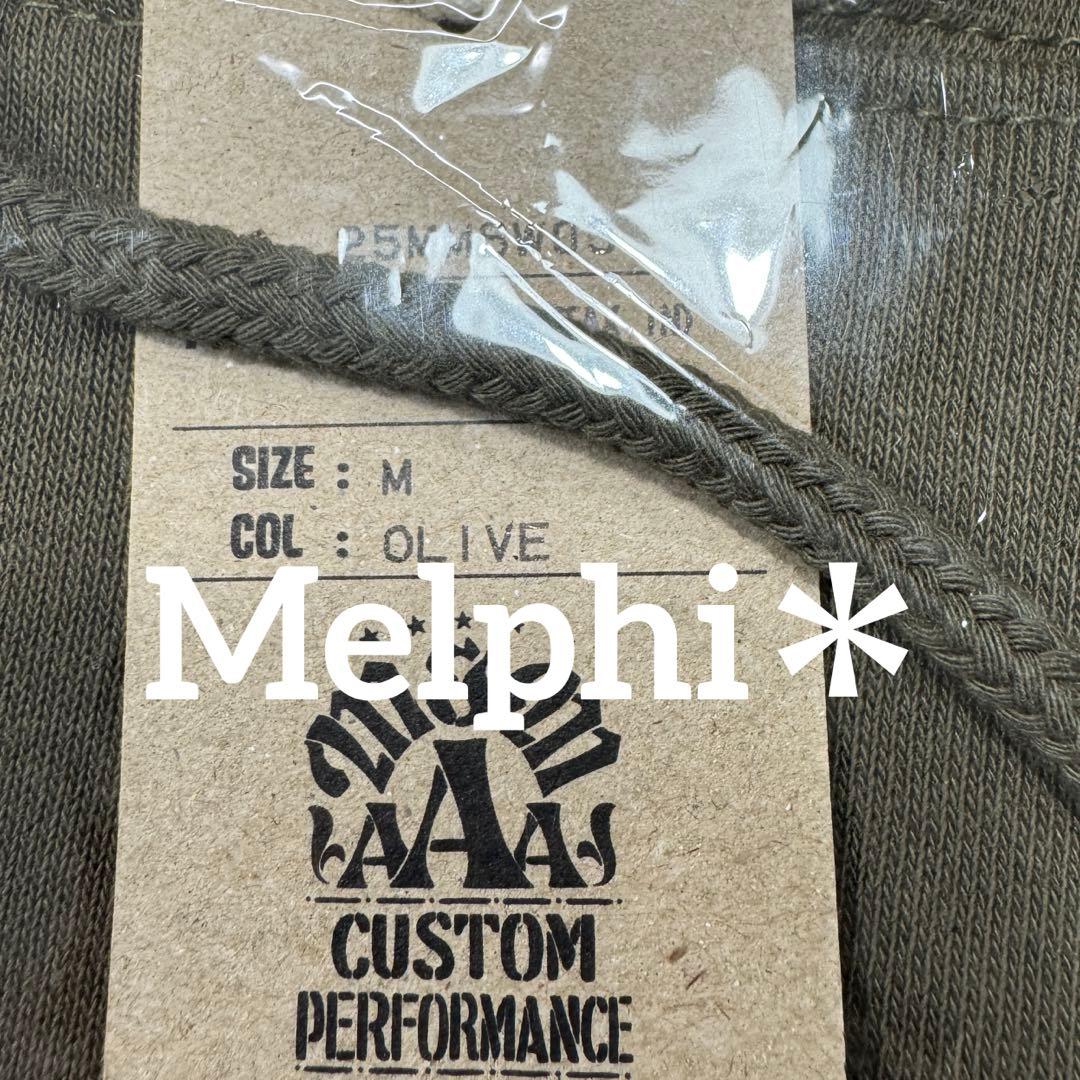 SIZE : M
COL : OLIVE
Melphi*
AAA
CUSTOM
PERFORMANCE